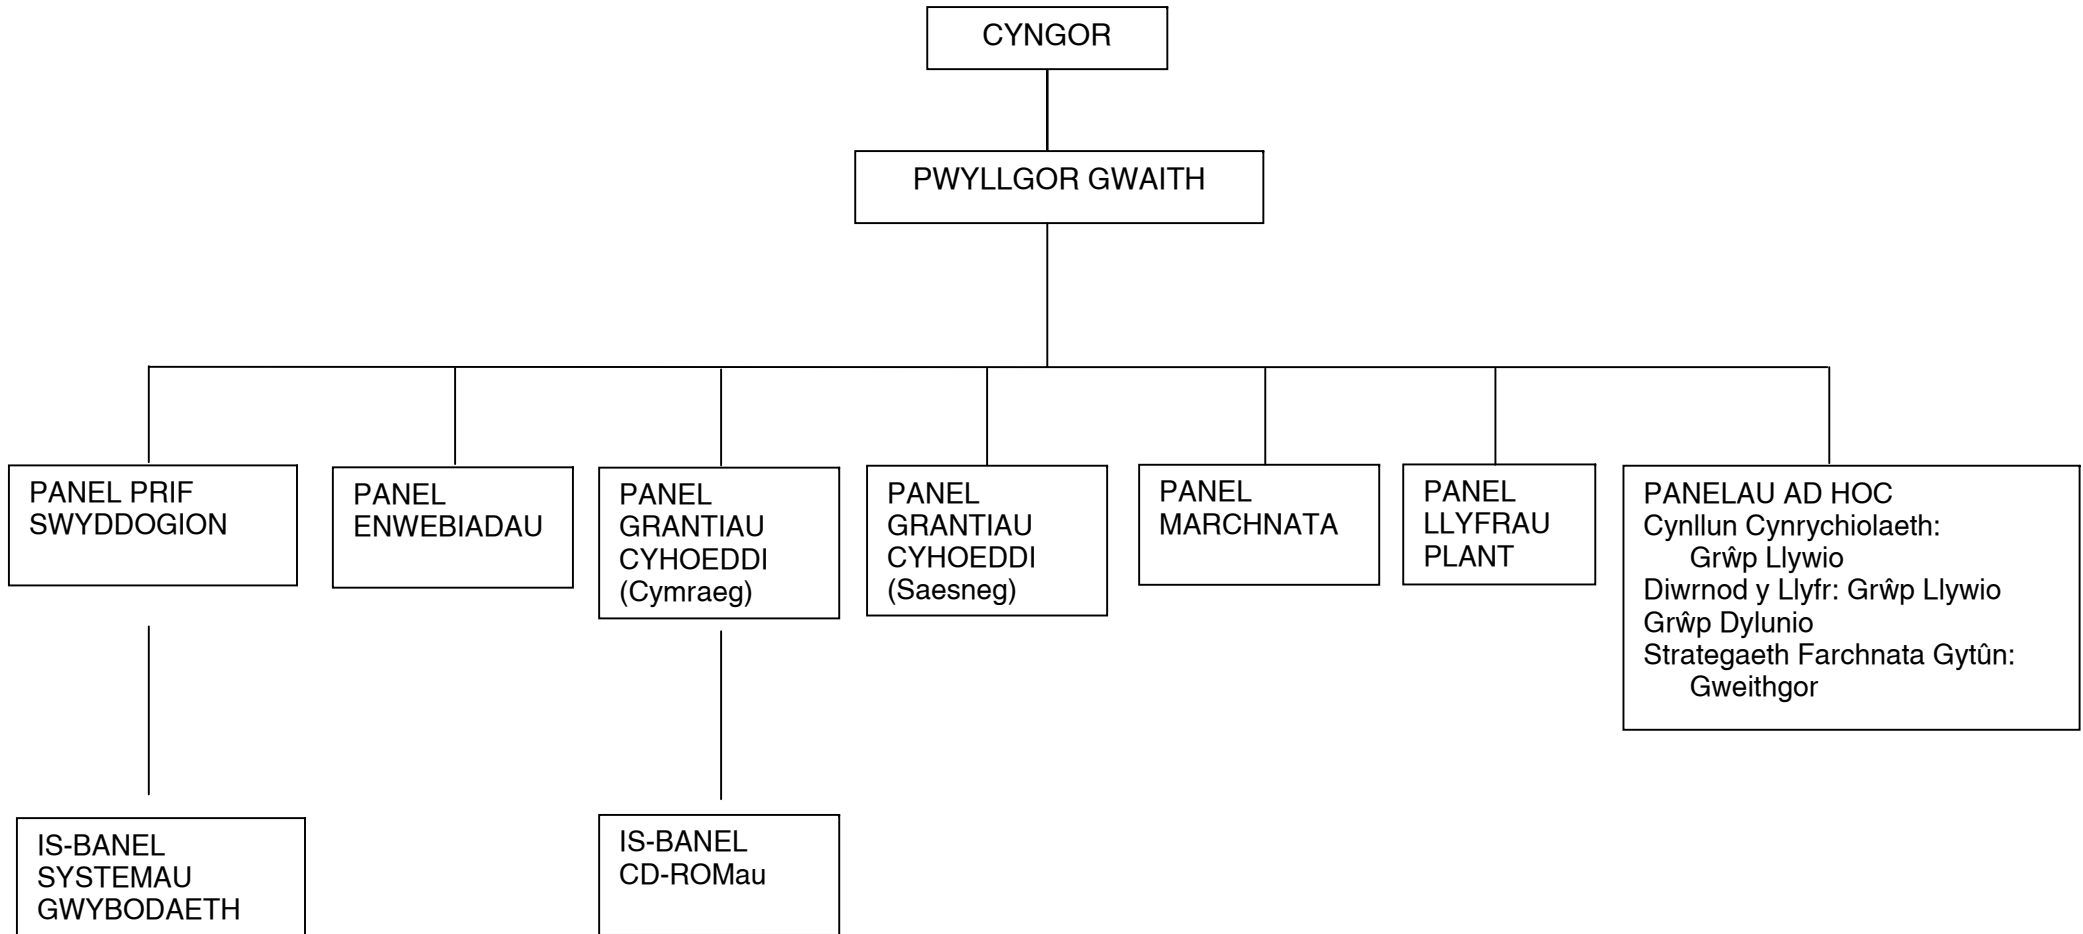 CYNGOR
PWYLLGOR GWAITH
PANEL PRIF
SWYDDOGION
PANEL
ENWEBIADAU
PANEL
GRANTIAU
CYHOEDDI
(Cymraeg)
PANEL
GRANTIAU
CYHOEDDI
(Saesneg)
PANEL
MARCHNATA
PANEL
LLYFRAU
PLANT
PANELAU AD HOC
Cynllun Cynrychiolaeth:
Grŵp Llywio
Diwrnod y Llyfr: Grŵp Llywio
Grŵp Dylunio
Strategaeth Farchnata Gytûn:
Gweithgor
IS-BANEL
SYSTEMAU
GWYBODAETH
IS-BANEL
CD-ROMau